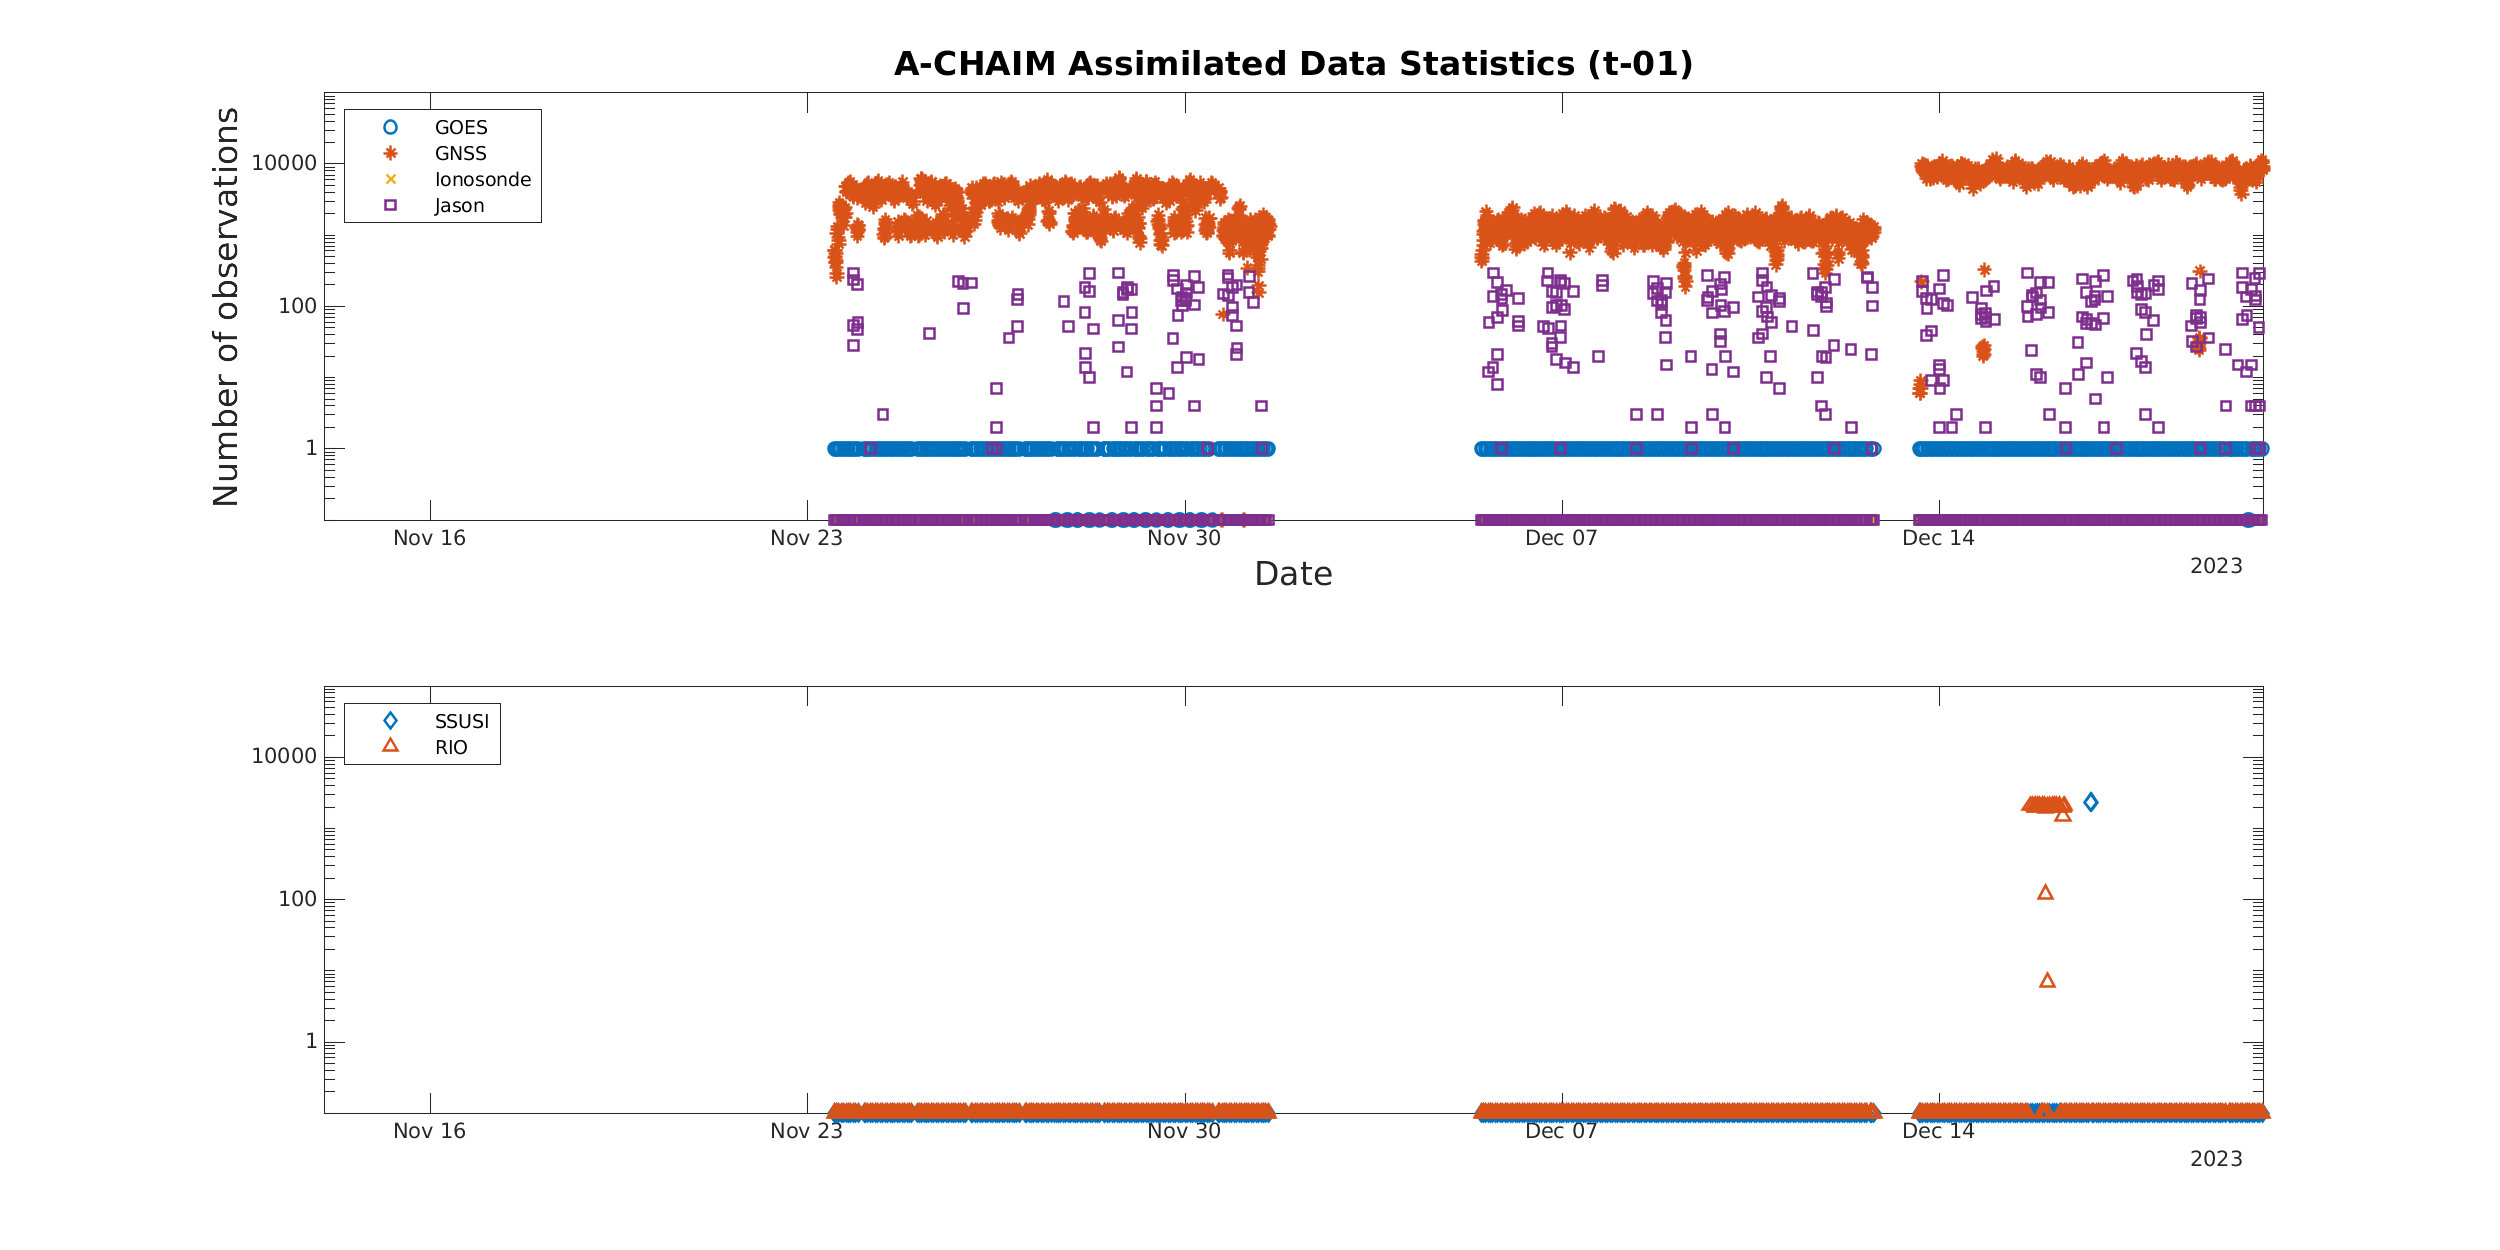 A-CHAIM Assimilated Data Statistics (t-01)
Number of observations
10000
100
1
GOES
GNSS
Ionosonde
Jason
Nov 16
Nov 23
Nov 30
Dec 07
Dec 14
2023
Date
10000
100
1
SSUSI
RIO
Nov 16
Nov 23
Nov 30
Dec 07
Dec 14
2023